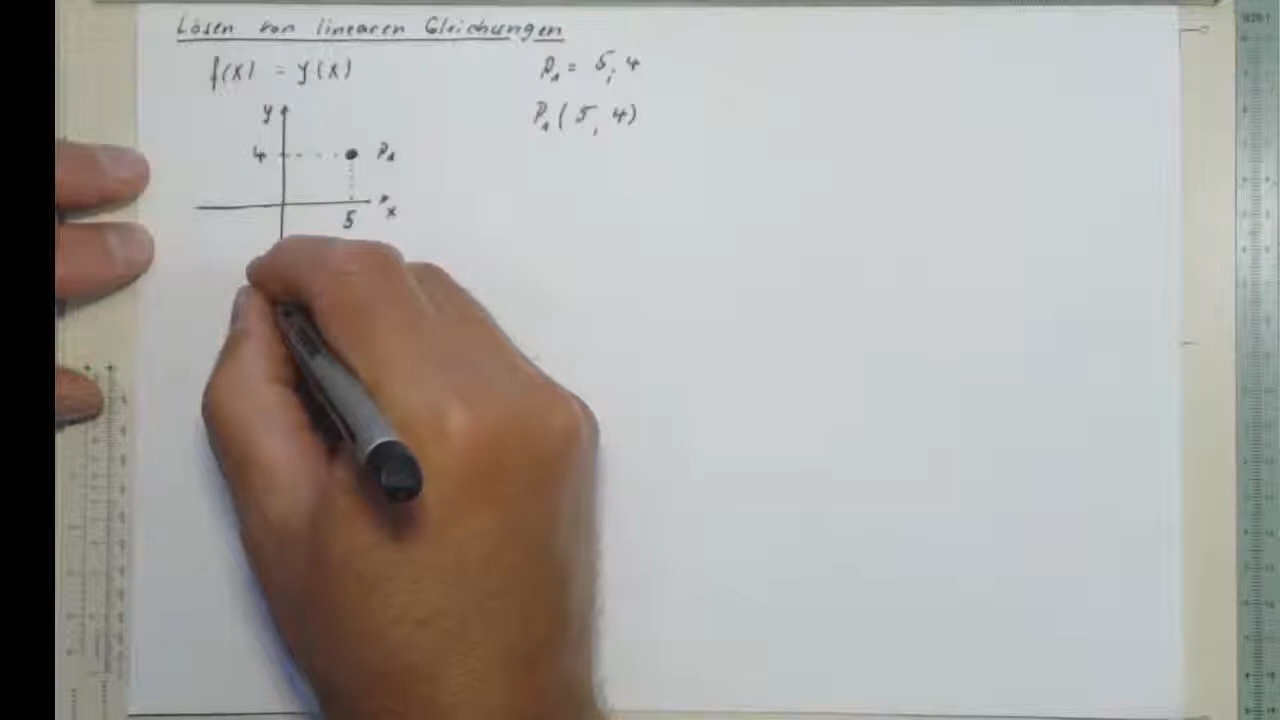 Lösen von linearen Gleichungen
f(x) = y(x)
P₁ = 5, 4
P₁( 5, 4)
y
4
P₁
x
5